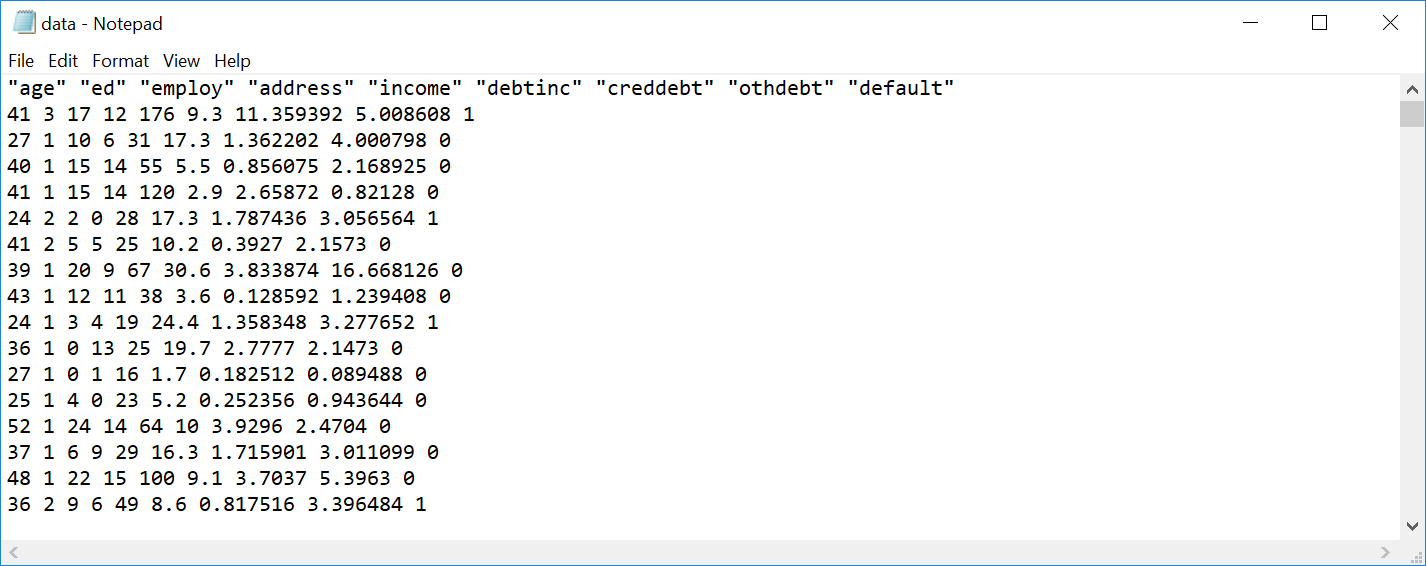 data - Notepad
File Edit Format View Help
"age" "ed" "employ" "address" "income" "debtinc" "creddebt" "othdebt" "default"
41 3 17 12 176 9.3 11.359392 5.008608 1
27 1 10 6 31 17.3 1.362202 4.000798 0
40 1 15 14 55 5.5 0.856075 2.168925 0
41 1 15 14 120 2.9 2.65872 0.82128 0
24 2 2 0 28 17.3 1.787436 3.056564 1
41 2 5 5 25 10.2 0.3927 2.1573 0
39 1 20 9 67 30.6 3.833874 16.668126 0
43 1 12 11 38 3.6 0.128592 1.239408 0
24 1 3 4 19 24.4 1.358348 3.277652 1
36 1 0 13 25 19.7 2.7777 2.1473 0
27 1 0 1 16 1.7 0.182512 0.089488 0
25 1 4 0 23 5.2 0.252356 0.943644 0
52 1 24 14 64 10 3.9296 2.4704 0
37 1 6 9 29 16.3 1.715901 3.011099 0
48 1 22 15 100 9.1 3.7037 5.3963 0
36 2 9 6 49 8.6 0.817516 3.396484 1